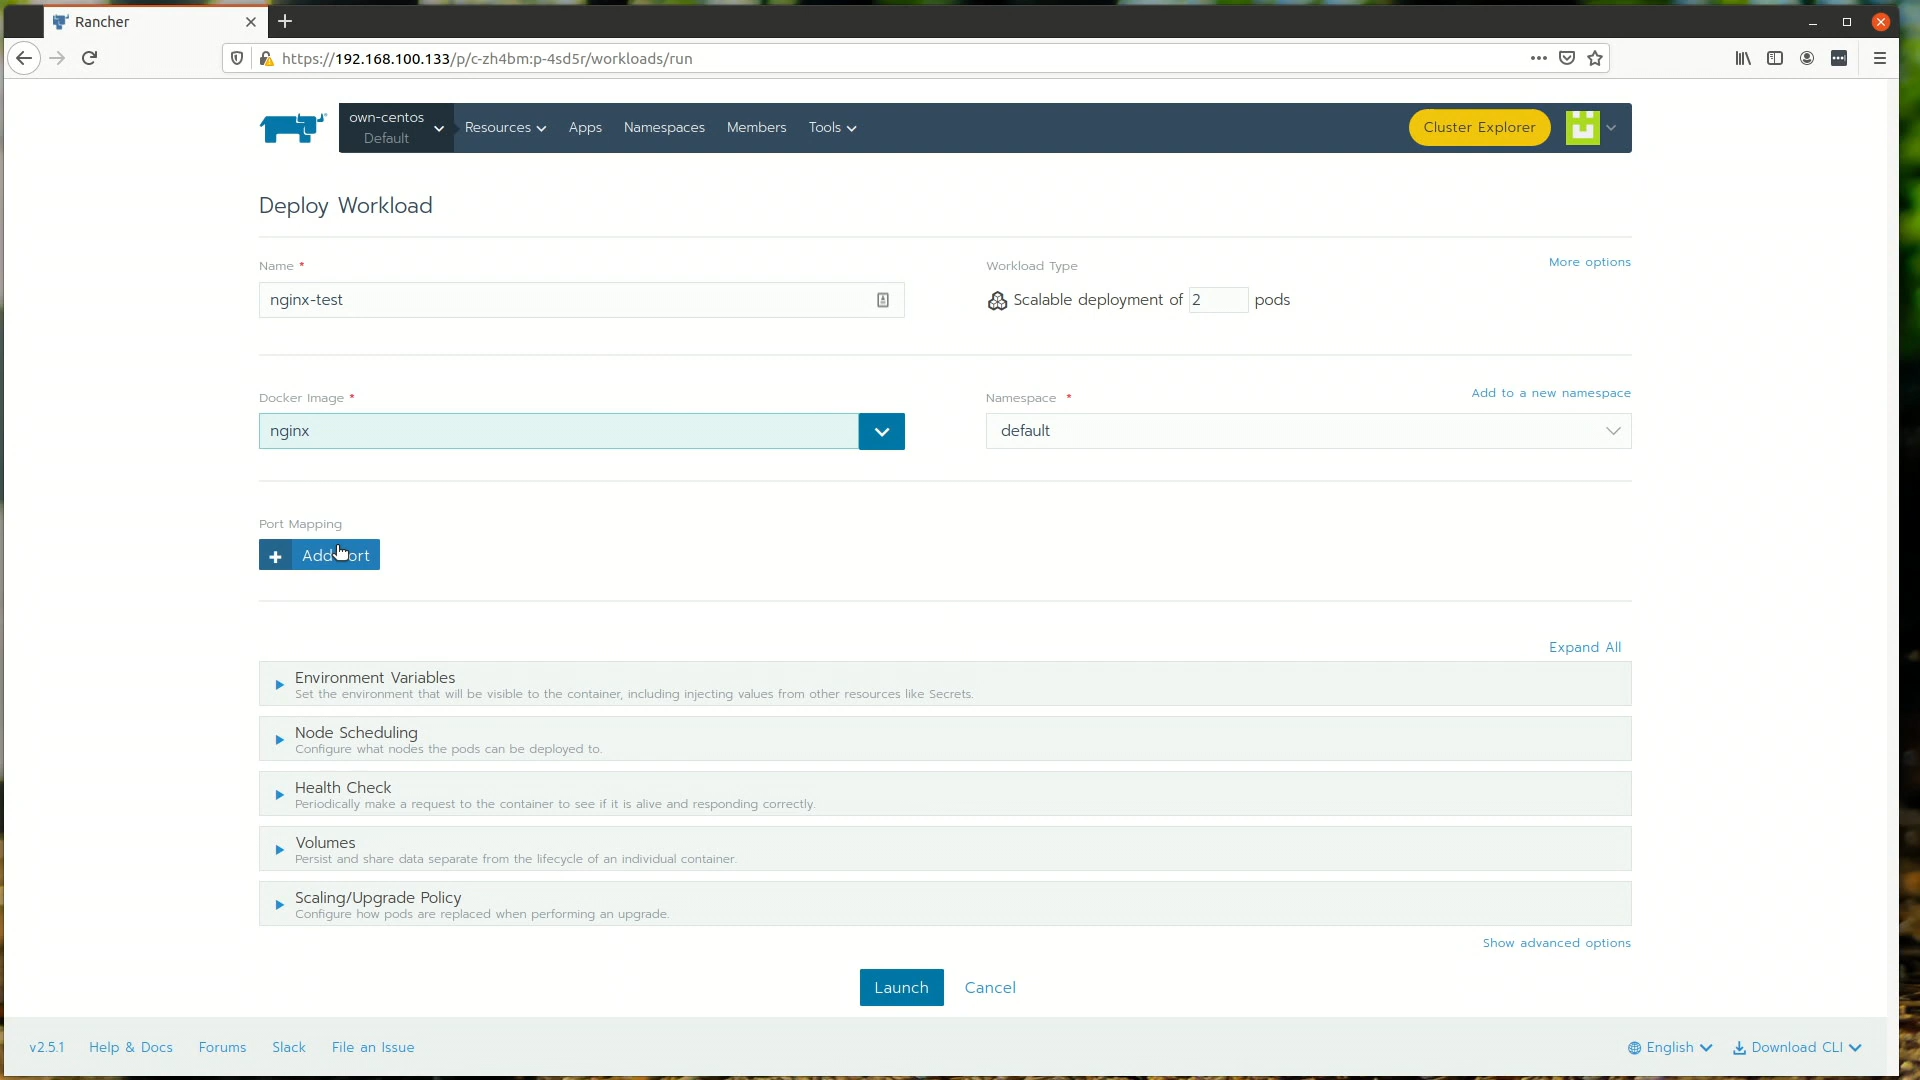 Rancher
https://192.168.100.133/p/c-zh4bm:p-4sd5r/workloads/run
own-centos
Default
Resources
Apps
Namespaces
Members
Tools
Cluster Explorer
Deploy Workload
Name *
Workload Type
More options
nginx-test
Scalable deployment of 2 pods
Docker Image *
Namespace *
Add to a new namespace
nginx
default
Port Mapping
+ Add ort
Expand All
Environment Variables
Set the environment that will be visible to the container, including injecting values from other resources like Secrets.
Node Scheduling
Configure what nodes the pods can be deployed to.
Health Check
Periodically make a request to the container to see if it is alive and responding correctly.
Volumes
Persist and share data separate from the lifecycle of an individual container.
Scaling/Upgrade Policy
Configure how pods are replaced when performing an upgrade.
Show advanced options
Launch
Cancel
v2.5.1
Help & Docs
Forums
Slack
File an Issue
English
Download CLI